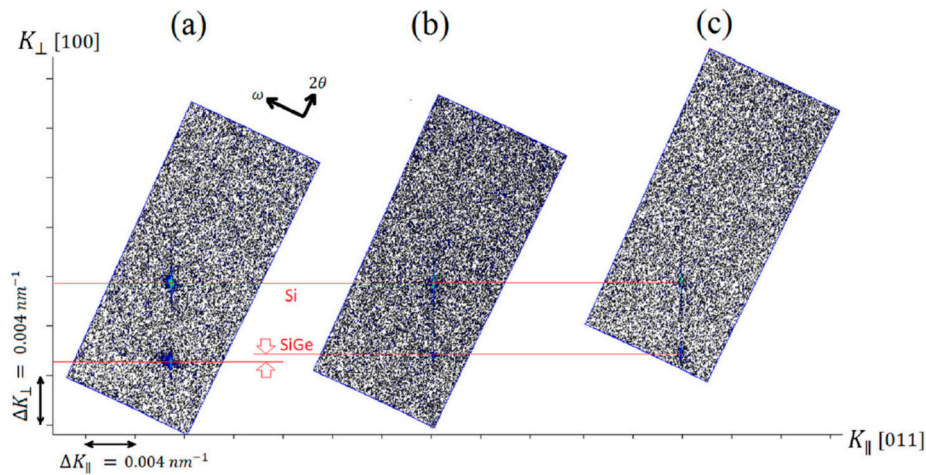 (a)
(b)
(c)
K⊥ [100]
ω
2θ
Si
SiGe
ΔK⊥ = 0.004 nm⁻¹
ΔK∥ = 0.004 nm⁻¹
K∥ [011]